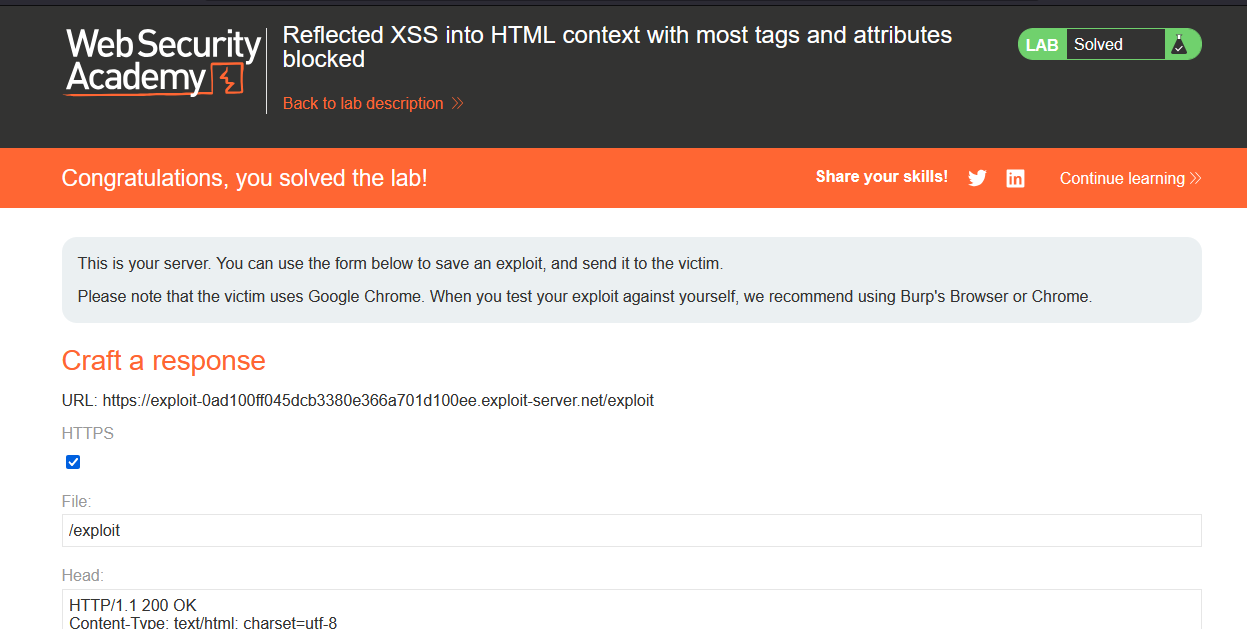 Web Security
Academy
Reflected XSS into HTML context with most tags and attributes
blocked
Back to lab description
LAB Solved
Congratulations, you solved the lab!
Share your skills!
Continue learning
This is your server. You can use the form below to save an exploit, and send it to the victim.
Please note that the victim uses Google Chrome. When you test your exploit against yourself, we recommend using Burp's Browser or Chrome.
Craft a response
URL: https://exploit-0ad100ff045dcb3380e366a701d100ee.exploit-server.net/exploit
HTTPS
File:
/exploit
Head:
HTTP/1.1 200 OK
Content-Type: text/html; charset=utf-8